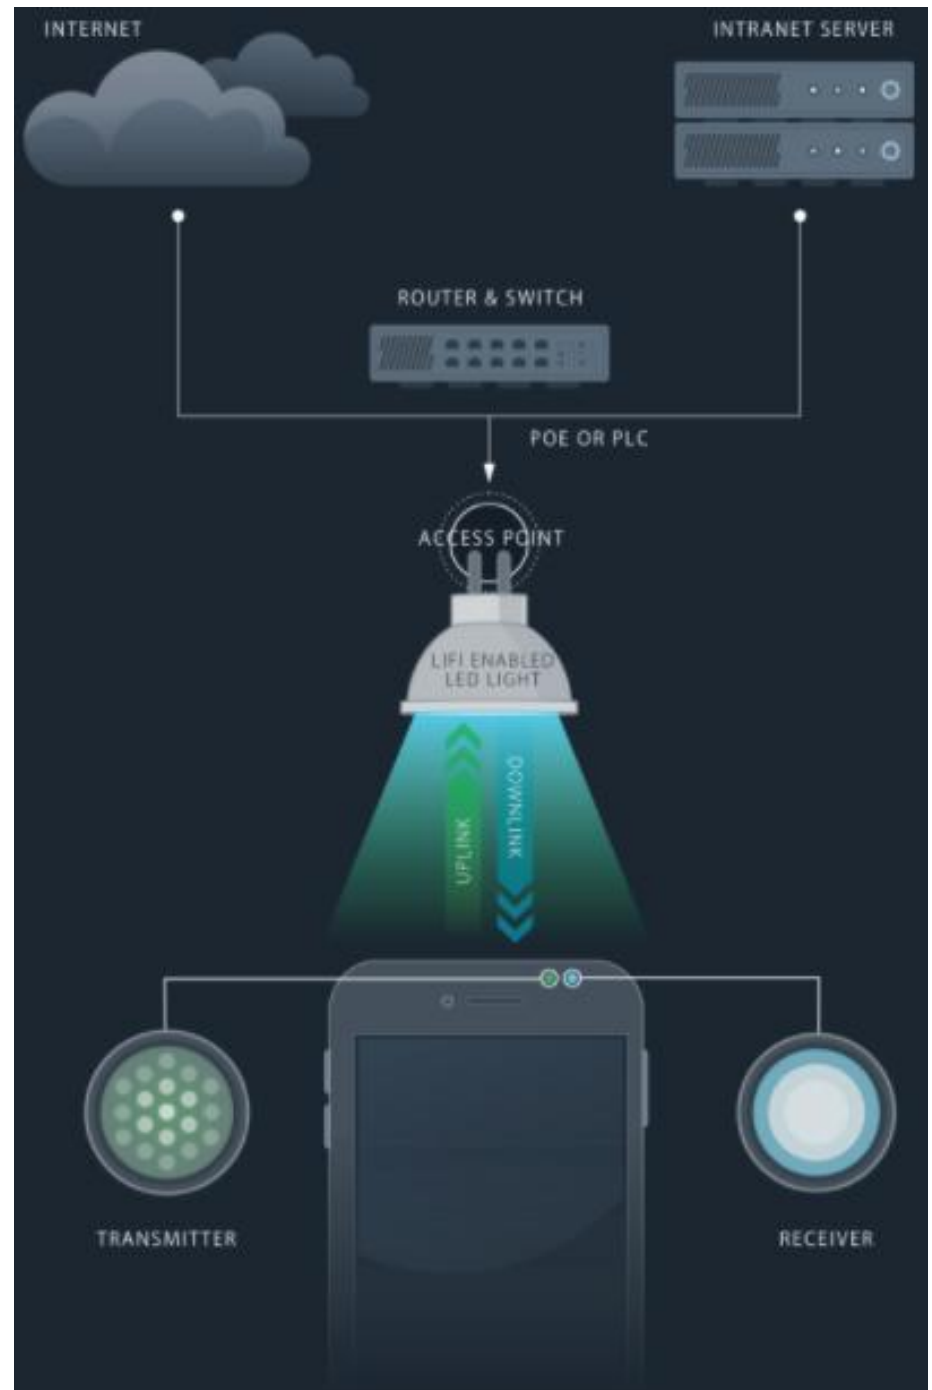 INTERNET
INTRANET SERVER
ROUTER & SWITCH
POE OR PLC
ACCESS POINT
LIFI ENABLED
LED LIGHT
UPLINK
DOWNLINK
TRANSMITTER
RECEIVER